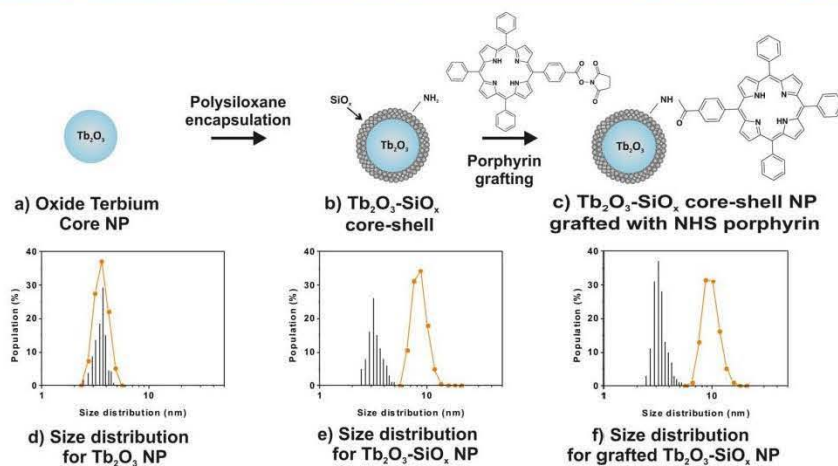 Polysiloxane
encapsulation
SiOₓ
NH₂
Tb₂O₃
Tb₂O₃
Porphyrin
grafting
NH
N
N
HN
O
O
N
O
O
NH
O
Tb₂O₃
NH
N
N
HN
a) Oxide Terbium
Core NP
b) Tb₂O₃-SiOₓ
core-shell
c) Tb₂O₃-SiOₓ core-shell NP
grafted with NHS porphyrin
Population (%)
40
30
20
10
0
1
10
Size distribution (nm)
d) Size distribution
for Tb₂O₃ NP
Population (%)
40
30
20
10
0
1
10
Size distribution (nm)
e) Size distribution
for Tb₂O₃-SiOₓ NP
Population (%)
40
30
20
10
0
1
10
Size distribution (nm)
f) Size distribution
for grafted Tb₂O₃-SiOₓ NP